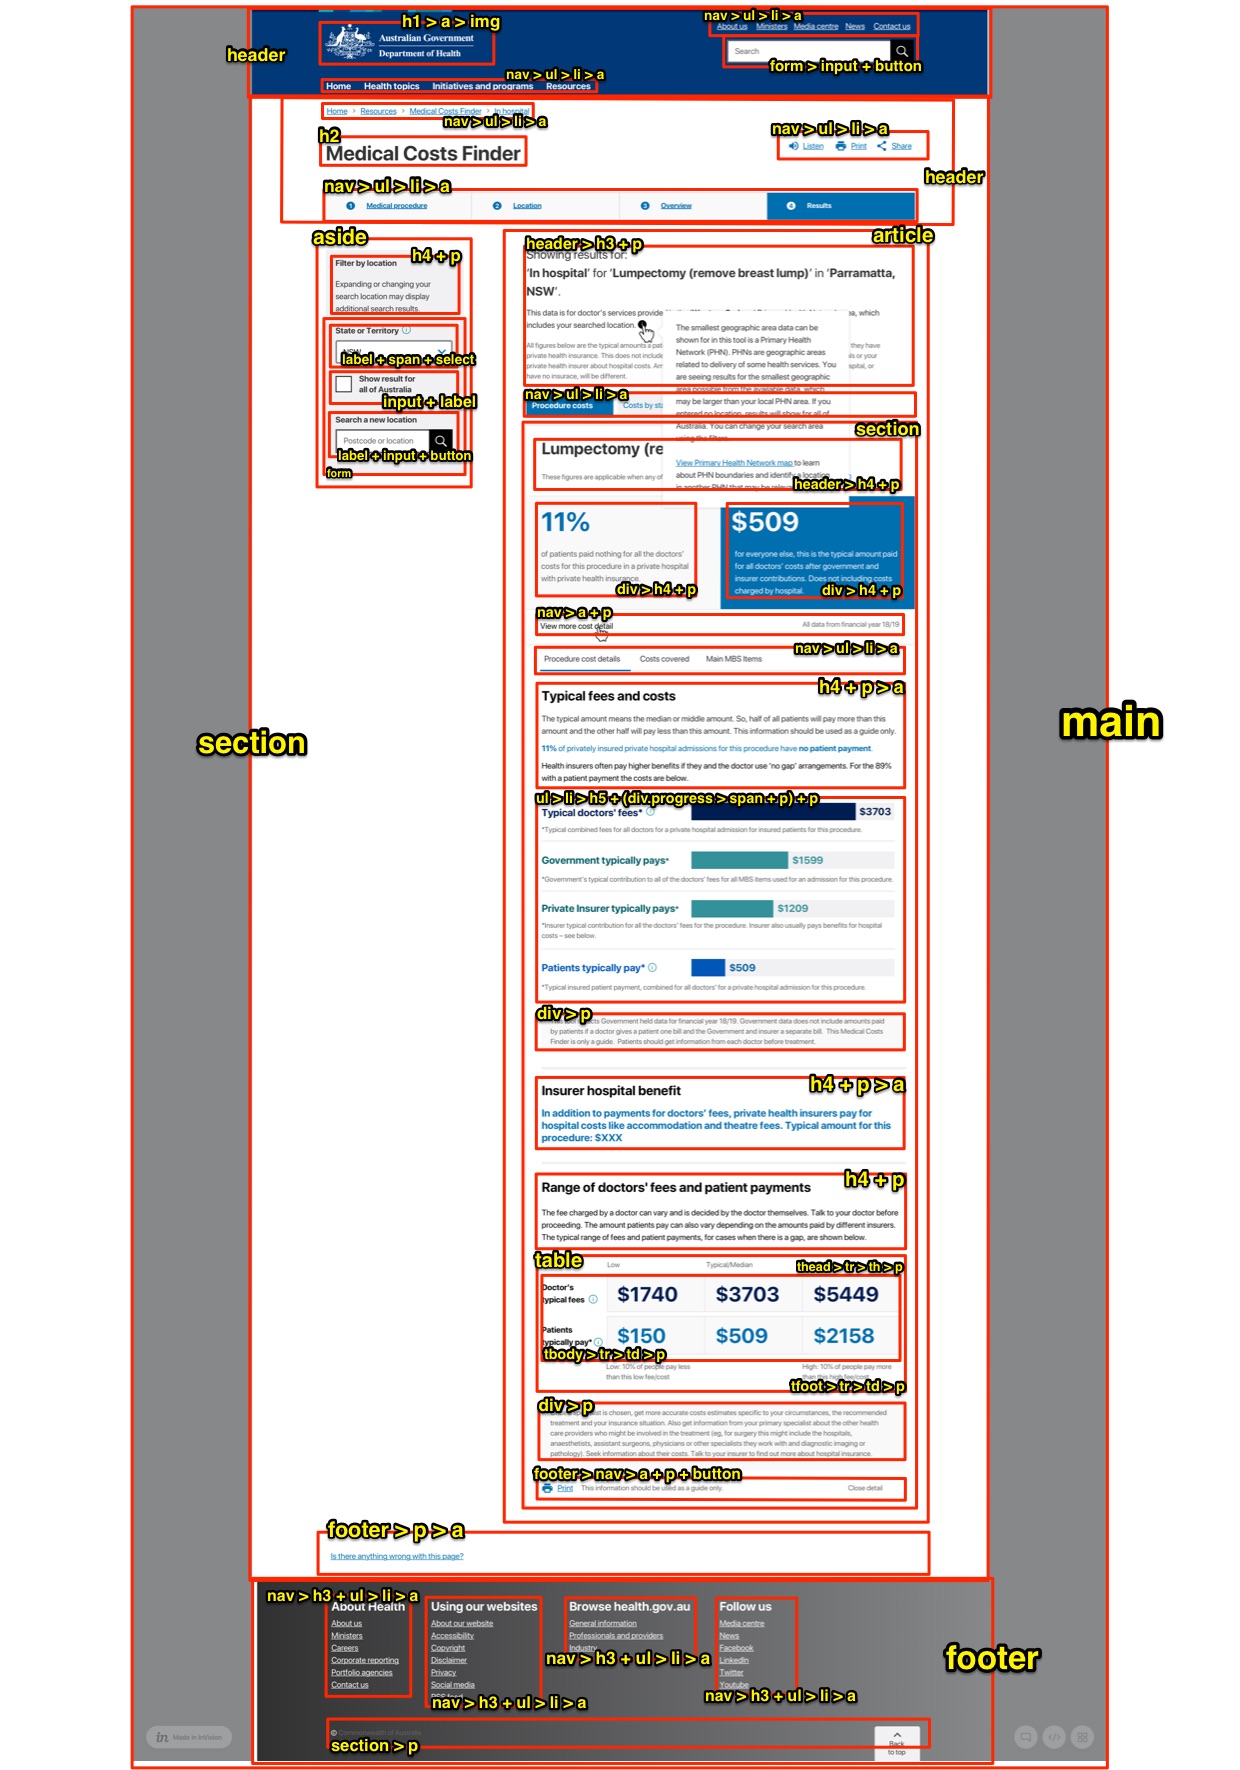 h1 > a > img
nav > ul > li > a
About us Ministers Media centre News Contact us
Australian Government
Department of Health
header
Search
form > input + button
nav > ul > li > a
Home Health topics Initiatives and programs Resources
Home > Resources > Medical Costs Finder > In hospital
nav > ul > li > a
h2
nav > ul > li > a
Medical Costs Finder
Listen Print Share
header
nav > ul > li > a
1 Medical procedure
2 Location
3 Overview
4 Results
aside
h4 + p
Filter by location
Expanding or changing your
search location may display
additional search results.
State or Territory
NSW
label + span + select
Show result for
all of Australia
input + label
Search a new location
Postcode or location
label + input + button
form
article
header > h3 + p
Showing results for:
'In hospital' for 'Lumpectomy (remove breast lump)' in 'Parramatta,
NSW'.
This data is for doctor's services provide
includes your searched location.
All figures below are the typical amounts a pat
private health insurance. This does not include
private health insurer about hospital costs.
have no insurace, will be different.
The smallest geographic area data can be
shown for in this tool is a Primary Health
Network (PHN). PHNs are geographic areas
related to delivery of some health services. You
are seeing results for the smallest geographic
area possible from the available data, which
may be larger than your local PHN area. If you
entered no location, results will show for all of
Australia. You can change your search area
using the filters.
View Primary Health Network map to learn
about PHN boundaries and identify a location
in another PHN that may be
nav > ul > li > a
Procedure costs Costs by sta
section
Lumpectomy (re
These figures are applicable when any of
header > h4 + p
11%
of patients paid nothing for all the doctors'
costs for this procedure in a private hospital
with private health insurance.
div > h4 + p
$509
for everyone else, this is the typical amount paid
for all doctors' costs after government and
insurer contributions. Does not including costs
charged by hospital.
div > h4 + p
nav > a + p
View more cost detail
All data from financial year 18/19
nav > ul > li > a
Procedure cost details Costs covered Main MBS Items
h4 + p > a
Typical fees and costs
The typical amount means the median or middle amount. So, half of all patients will pay more than this
amount and the other half will pay less than this amount. This information should be used as a guide only.
11% of privately insured private hospital admissions for this procedure have no patient payment.
Health insurers often pay higher benefits if they and the doctor use 'no gap' arrangements. For the 89%
with a patient payment the costs are below.
section
main
ul > li > h5 + (div.progress > span + p) + p
Typical doctors' fees* $3703
*Typical combined fees for all doctors for a private hospital admission for insured patients for this procedure.
Government typically pays* $1599
*Government's typical contribution to all of the doctors' fees for all MBS items used for an admission for this procedure.
Private Insurer typically pays* $1209
*Insurer typical contribution for all the doctors' fees for the procedure. Insurer also usually pays benefits for hospital
costs – see below.
Patients typically pay* $509
*Typical insured patient payment, combined for all doctors' for a private hospital admission for this procedure.
div > p
Government held data for financial year 18/19. Government data does not include amounts paid
by patients if a doctor gives a patient one bill and the Government and insurer a separate bill. This Medical Costs
Finder is only a guide. Patients should get information from each doctor before treatment.
h4 + p > a
Insurer hospital benefit
In addition to payments for doctors' fees, private health insurers pay for
hospital costs like accommodation and theatre fees. Typical amount for this
procedure: $XXX
h4 + p
Range of doctors' fees and patient payments
The fee charged by a doctor can vary and is decided by the doctor themselves. Talk to your doctor before
proceeding. The amount patients pay can also vary depending on the amounts paid by different insurers.
The typical range of fees and patient payments, for cases when there is a gap, are shown below.
table
Low Typical/Median
thead > tr > th > p
Doctor's
typical fees
$1740 $3703 $5449
Patients
typically pay*
$150 $509 $2158
tbody > tr > td > p
Low: 10% of people pay less
than this low fee/cost
High: 10% of people pay more
than this high fee/cost
tfoot > tr > td > p
div > p
is chosen, get more accurate costs estimates specific to your circumstances, the recommended
treatment and your insurance situation. Also get information from your primary specialist about the other health
care providers who might be involved in the treatment (eg, for surgery this might include the hospitals,
anaesthetists, assistant surgeons, physicians or other specialists they work with and diagnostic imaging or
pathology). Seek information about their costs. Talk to your insurer to find out more about hospital insurance.
footer > nav > a + p + button
Print This information should be used as a guide only. Close detail
footer > p > a
Is there anything wrong with this page?
nav > h3 + ul > li > a
About Health
About us
Ministers
Careers
Corporate reporting
Portfolio agencies
Contact us
Using our websites
About our website
Accessibility
Copyright
Disclaimer
Privacy
Social media
RSS feed
nav > h3 + ul > li > a
Browse health.gov.au
General information
Professionals and providers
Industry
nav > h3 + ul > li > a
Follow us
Media centre
News
Facebook
LinkedIn
Twitter
Youtube
nav > h3 + ul > li > a
footer
© Commonwealth of Australia
section > p
Back
to top
in Made in InVision